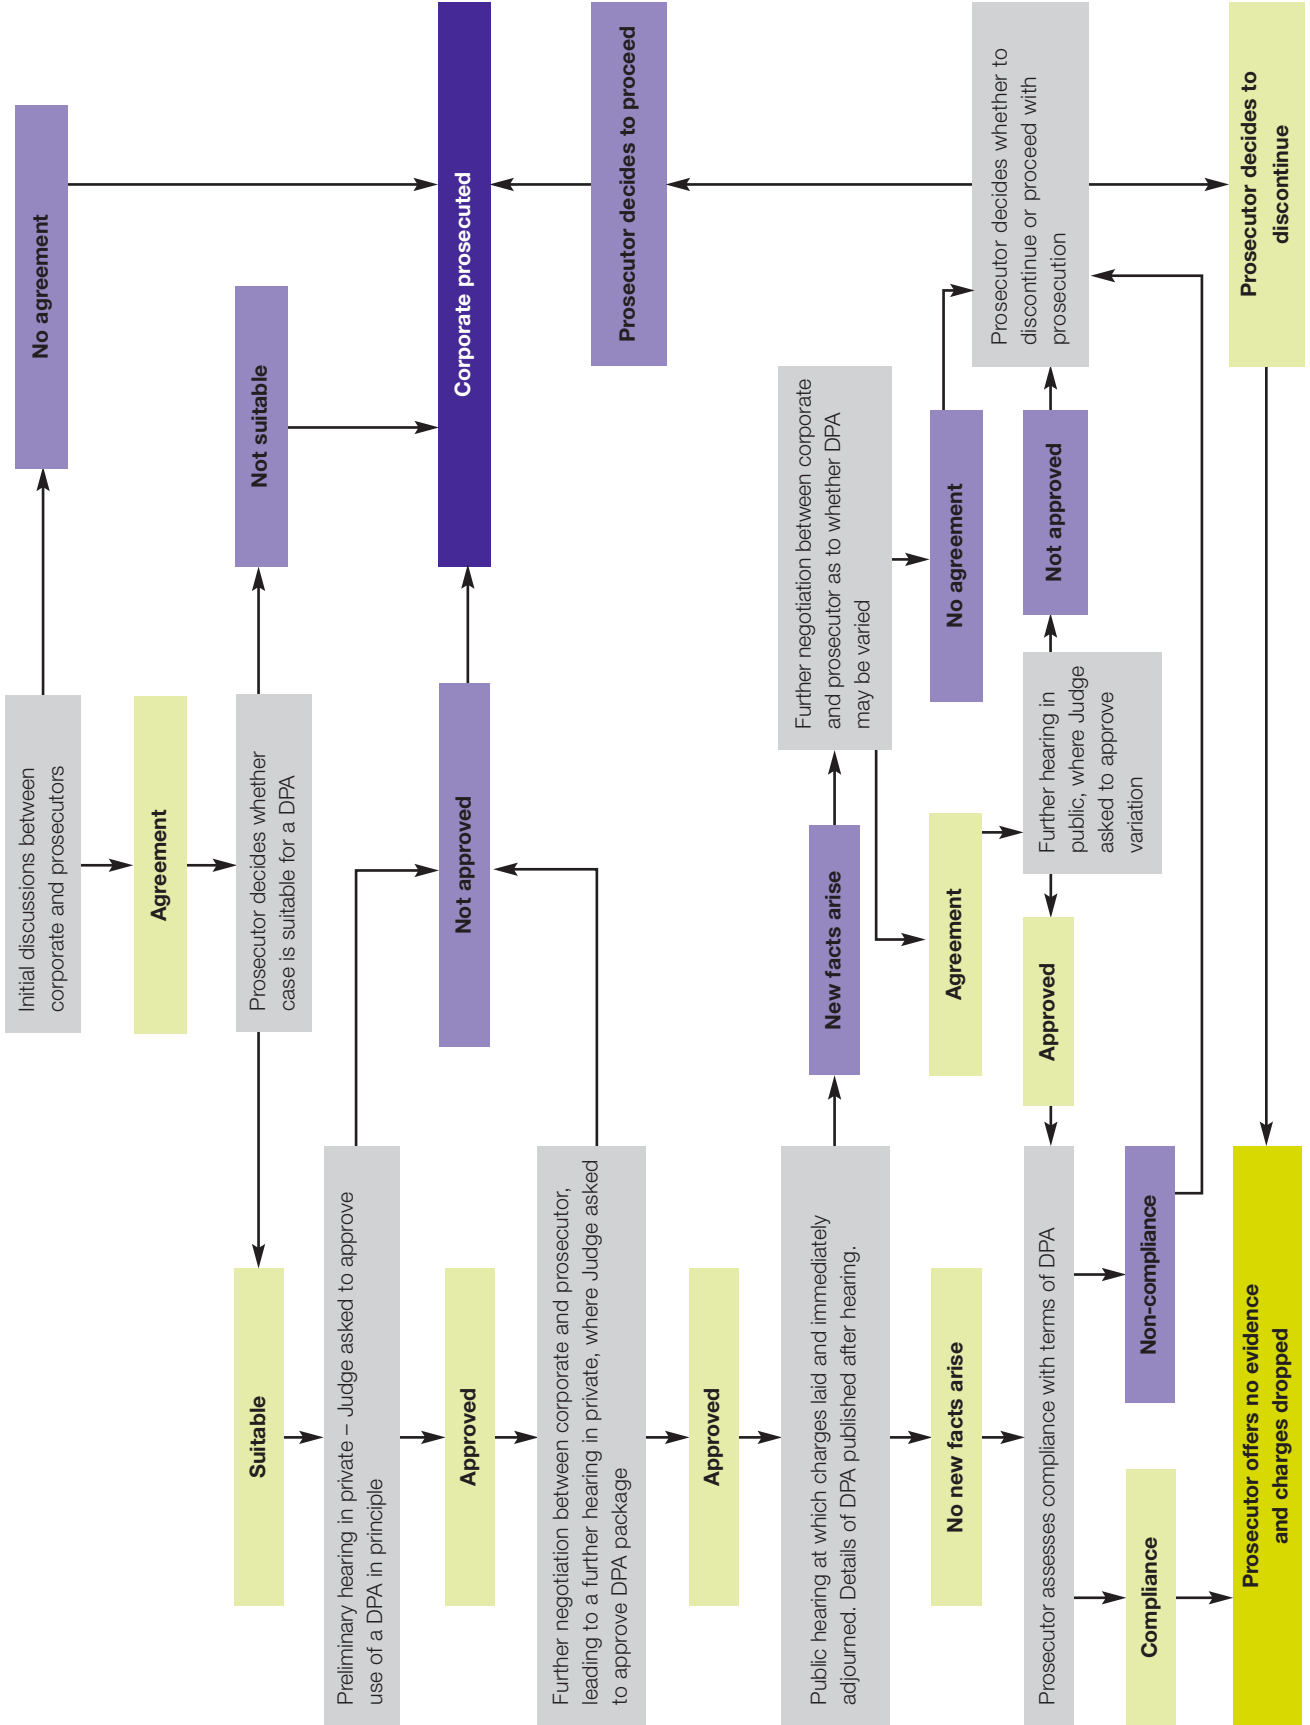 Initial discussions between
corporate and prosecutors
No agreement
Agreement
Prosecutor decides whether
case is suitable for a DPA
Suitable
Not suitable
Preliminary hearing in private – Judge asked to approve
use of a DPA in principle
Approved
Not approved
Corporate prosecuted
Further negotiation between corporate and prosecutor,
leading to a further hearing in private, where Judge asked
to approve DPA package
Prosecutor decides to proceed
Approved
Public hearing at which charges laid and immediately
adjourned. Details of DPA published after hearing.
New facts arise
Further negotiation between corporate
and prosecutor as to whether DPA
may be varied
No new facts arise
Agreement
No agreement
Prosecutor decides whether to
discontinue or proceed with
prosecution
Prosecutor assesses compliance with terms of DPA
Approved
Further hearing in
public, where Judge
asked to approve
variation
Not approved
Compliance
Non-compliance
Prosecutor offers no evidence
and charges dropped
Prosecutor decides to
discontinue